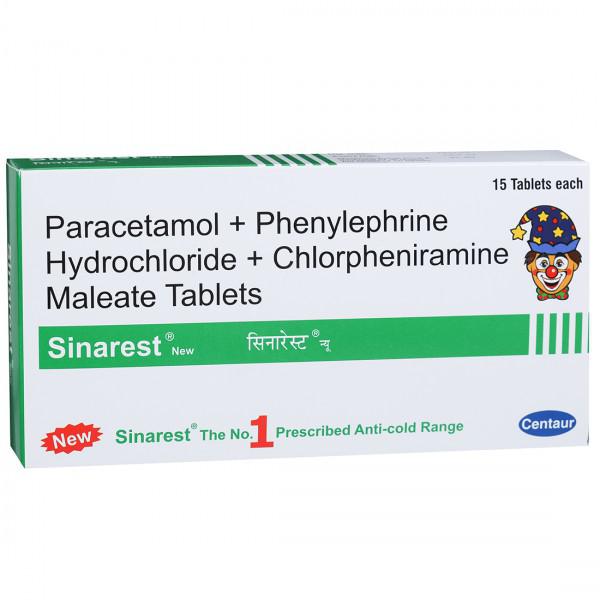 Sinarest
15 Tablets each
Paracetamol + Phenylephrine
Hydrochloride + Chlorpheniramine
Maleate Tablets
Sinarest® New सिनारेस्ट® न्यू
New Sinarest® The No.1 Prescribed Anti-cold Range
Centaur